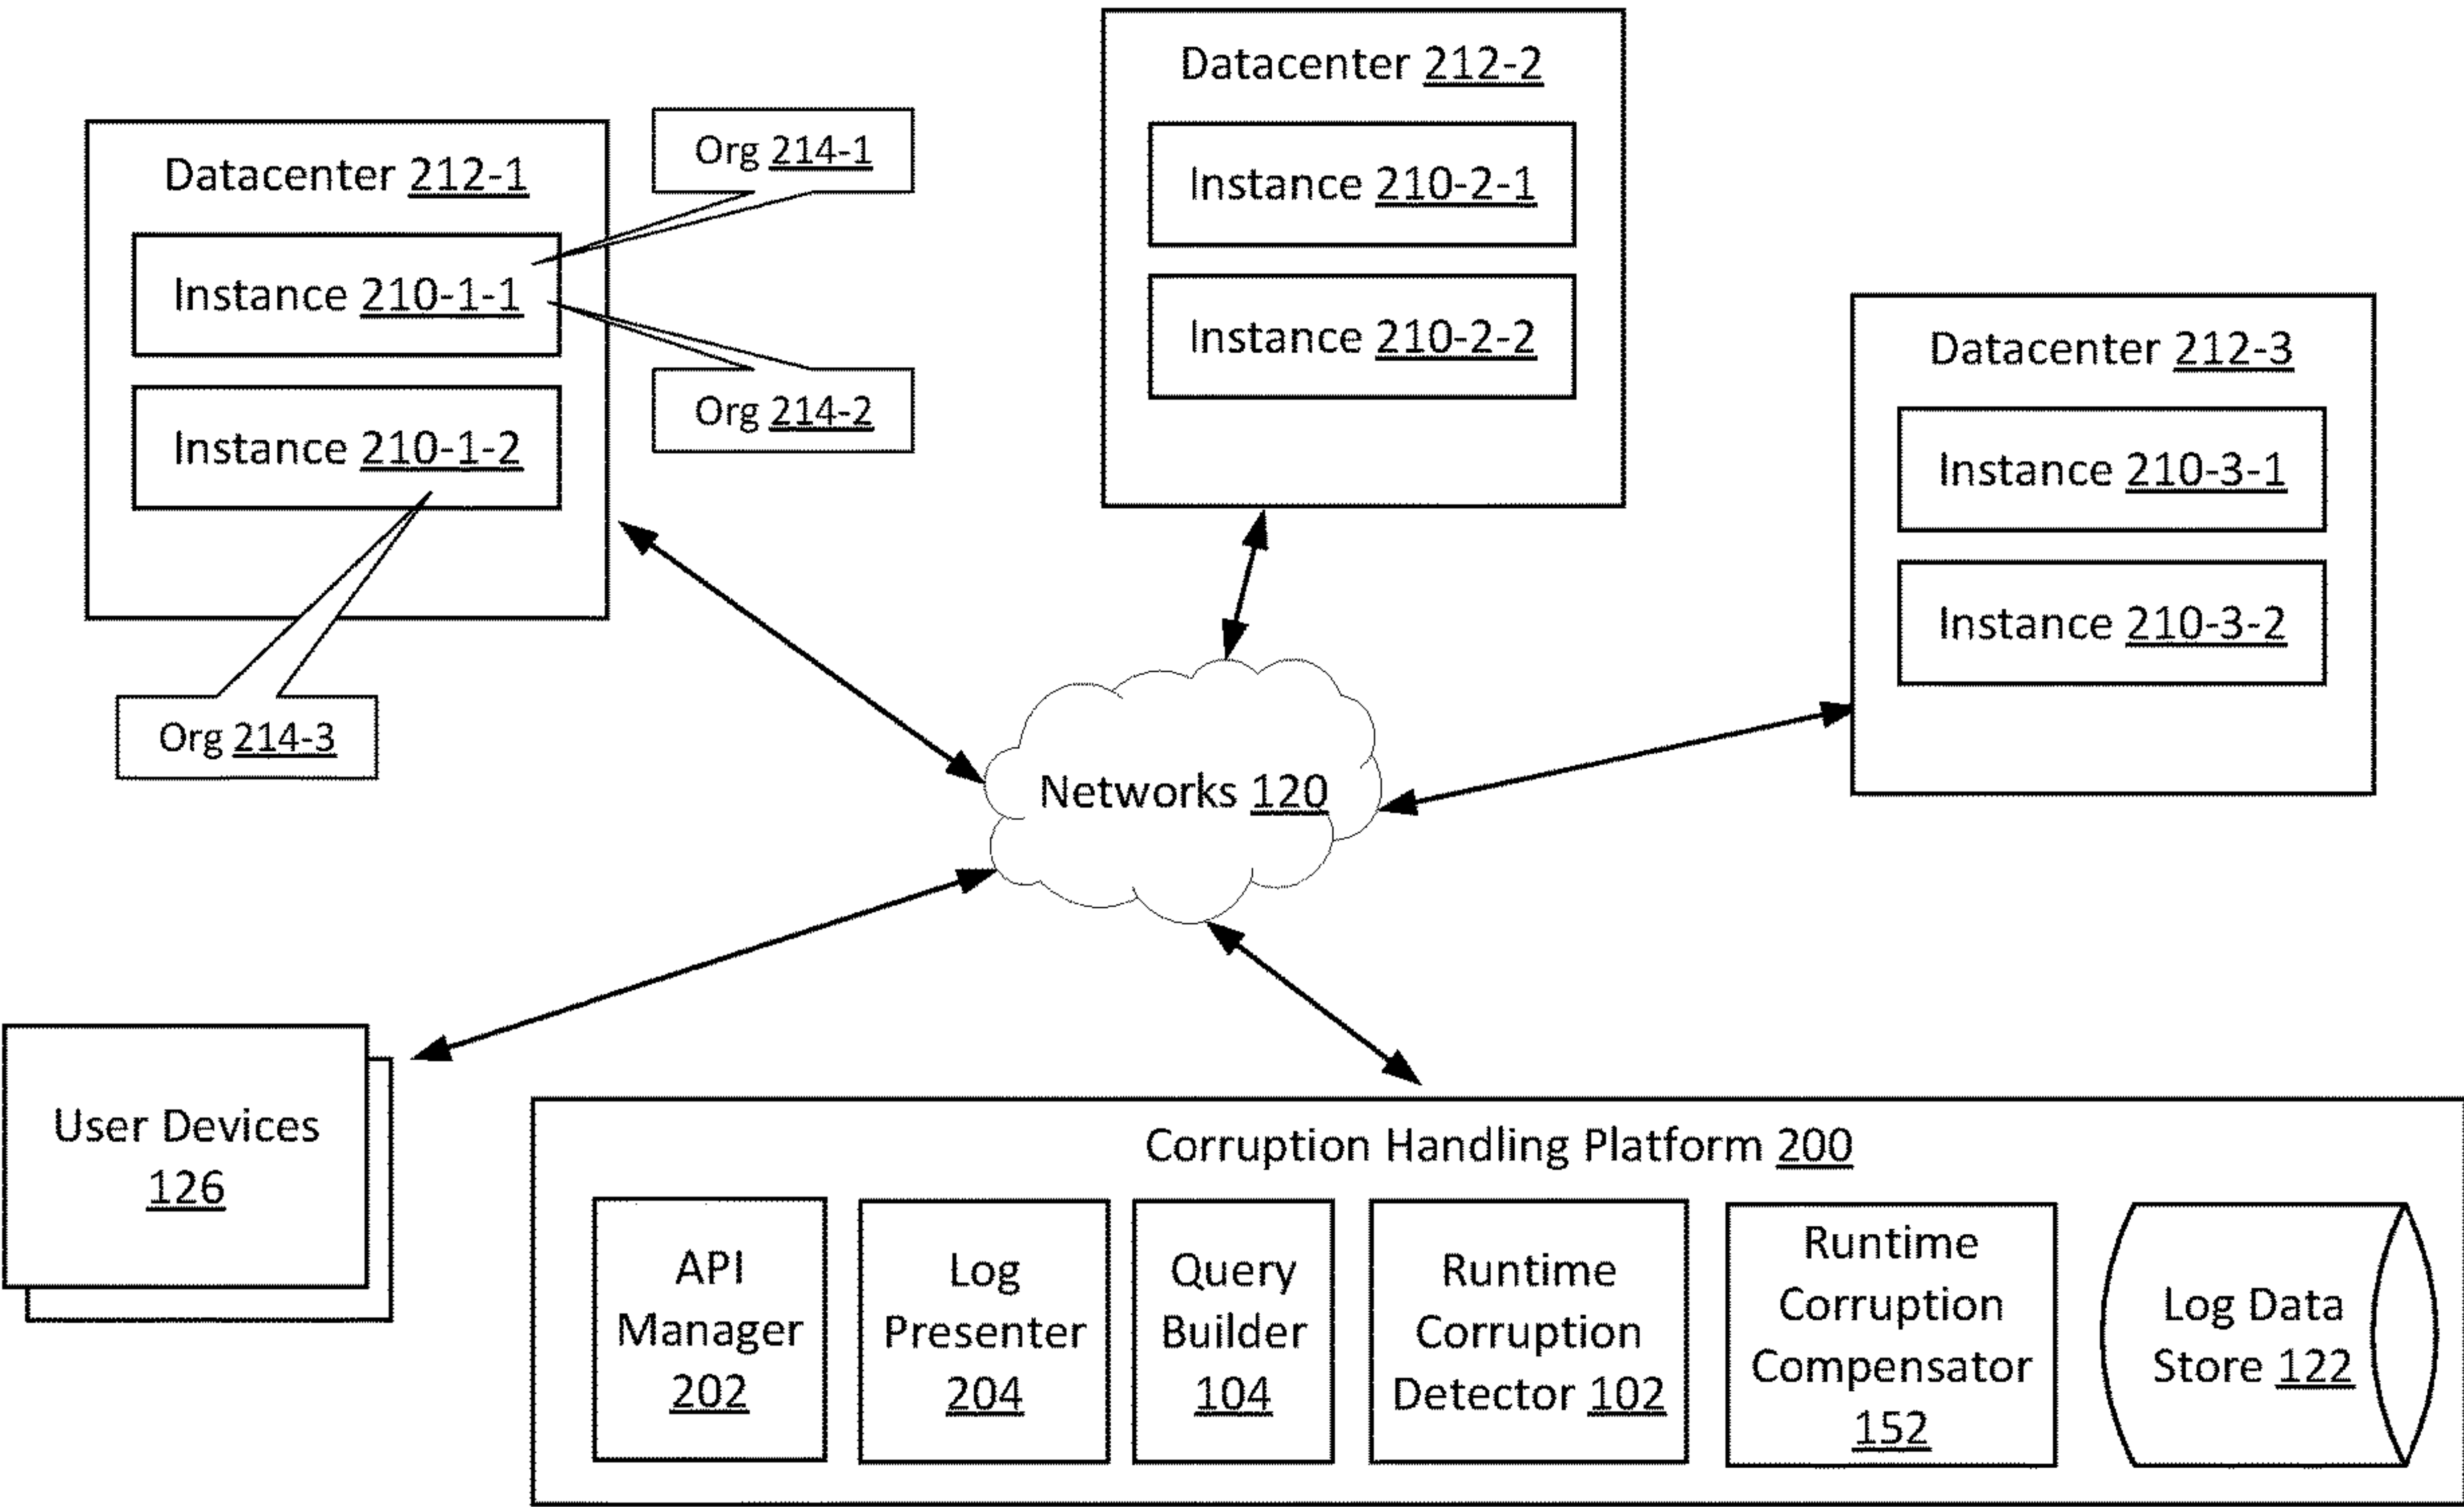 Datacenter 212-1
Instance 210-1-1
Instance 210-1-2
Org 214-1
Org 214-2
Org 214-3
Datacenter 212-2
Instance 210-2-1
Instance 210-2-2
Datacenter 212-3
Instance 210-3-1
Instance 210-3-2
Networks 120
User Devices
126
Corruption Handling Platform 200
API
Manager
202
Log
Presenter
204
Query
Builder
104
Runtime
Corruption
Detector 102
Runtime
Corruption
Compensator
152
Log Data
Store 122